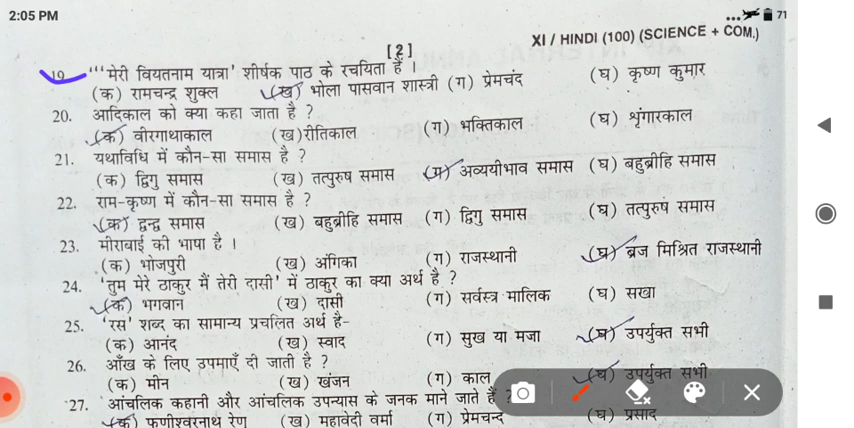 2:05 PM
71
[2]
XI / HINDI (100) (SCIENCE + COM.)
19. '''मेरी वियतनाम यात्रा' शीर्षक पाठ के रचयिता हैं ।
(क) रामचन्द्र शुक्ल (ख) भोला पासवान शास्त्री (ग) प्रेमचंद (घ) कृष्ण कुमार
20. आदिकाल को क्या कहा जाता है ?
(क) वीरगाथाकाल (ख)रीतिकाल (ग) भक्तिकाल (घ) शृंगारकाल
21. यथाविधि में कौन-सा समास है ?
(क) द्विगु समास (ख) तत्पुरुष समास (ग) अव्ययीभाव समास (घ) बहुब्रीहि समास
22. राम-कृष्ण में कौन-सा समास है ?
(क) द्वन्द्व समास (ख) बहुब्रीहि समास (ग) द्विगु समास (घ) तत्पुरुष समास
23. मीराबाई की भाषा है ।
(क) भोजपुरी (ख) अंगिका (ग) राजस्थानी (घ) ब्रज मिश्रित राजस्थानी
24. 'तुम मेरे ठाकुर मैं तेरी दासी' में ठाकुर का क्या अर्थ है ?
(क) भगवान (ख) दासी (ग) सर्वस्त्र मालिक (घ) सखा
25. 'रस' शब्द का सामान्य प्रचलित अर्थ है-
(क) आनंद (ख) स्वाद (ग) सुख या मजा (घ) उपर्युक्त सभी
26. आँख के लिए उपमाएँ दी जाती है ?
(क) मीन (ख) खंजन (ग) काल (घ) उपर्युक्त सभी
27. आंचलिक कहानी और आंचलिक उपन्यास के जनक माने जाते हैं ?
(क) फणीश्वरनाथ रेणु (ख) महावेदी वर्मा (ग) प्रेमचन्द (घ) प्रसाद